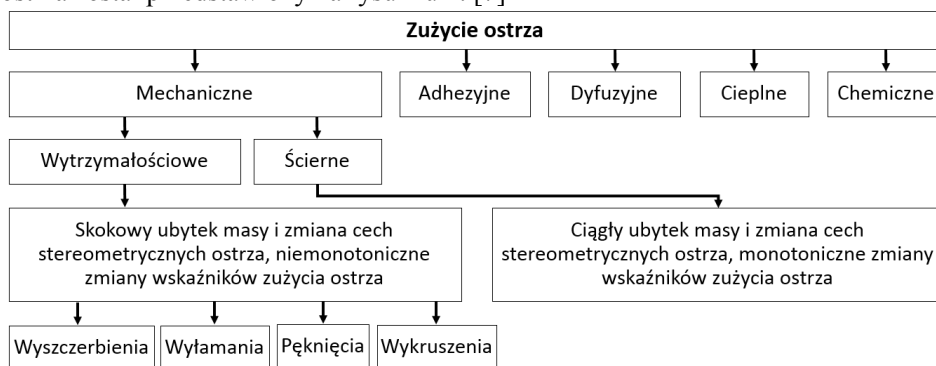 Zużycie ostrza
Mechaniczne
Adhezyjne
Dyfuzyjne
Cieplne
Chemiczne
Wytrzymałościowe
Ścierne
Skokowy ubytek masy i zmiana cech
stereometrycznych ostrza, niemonotoniczne
zmiany wskaźników zużycia ostrza
Ciągły ubytek masy i zmiana cech
stereometrycznych ostrza, monotoniczne zmiany
wskaźników zużycia ostrza
Wyszczerbienia
Wyłamania
Pęknięcia
Wykruszenia